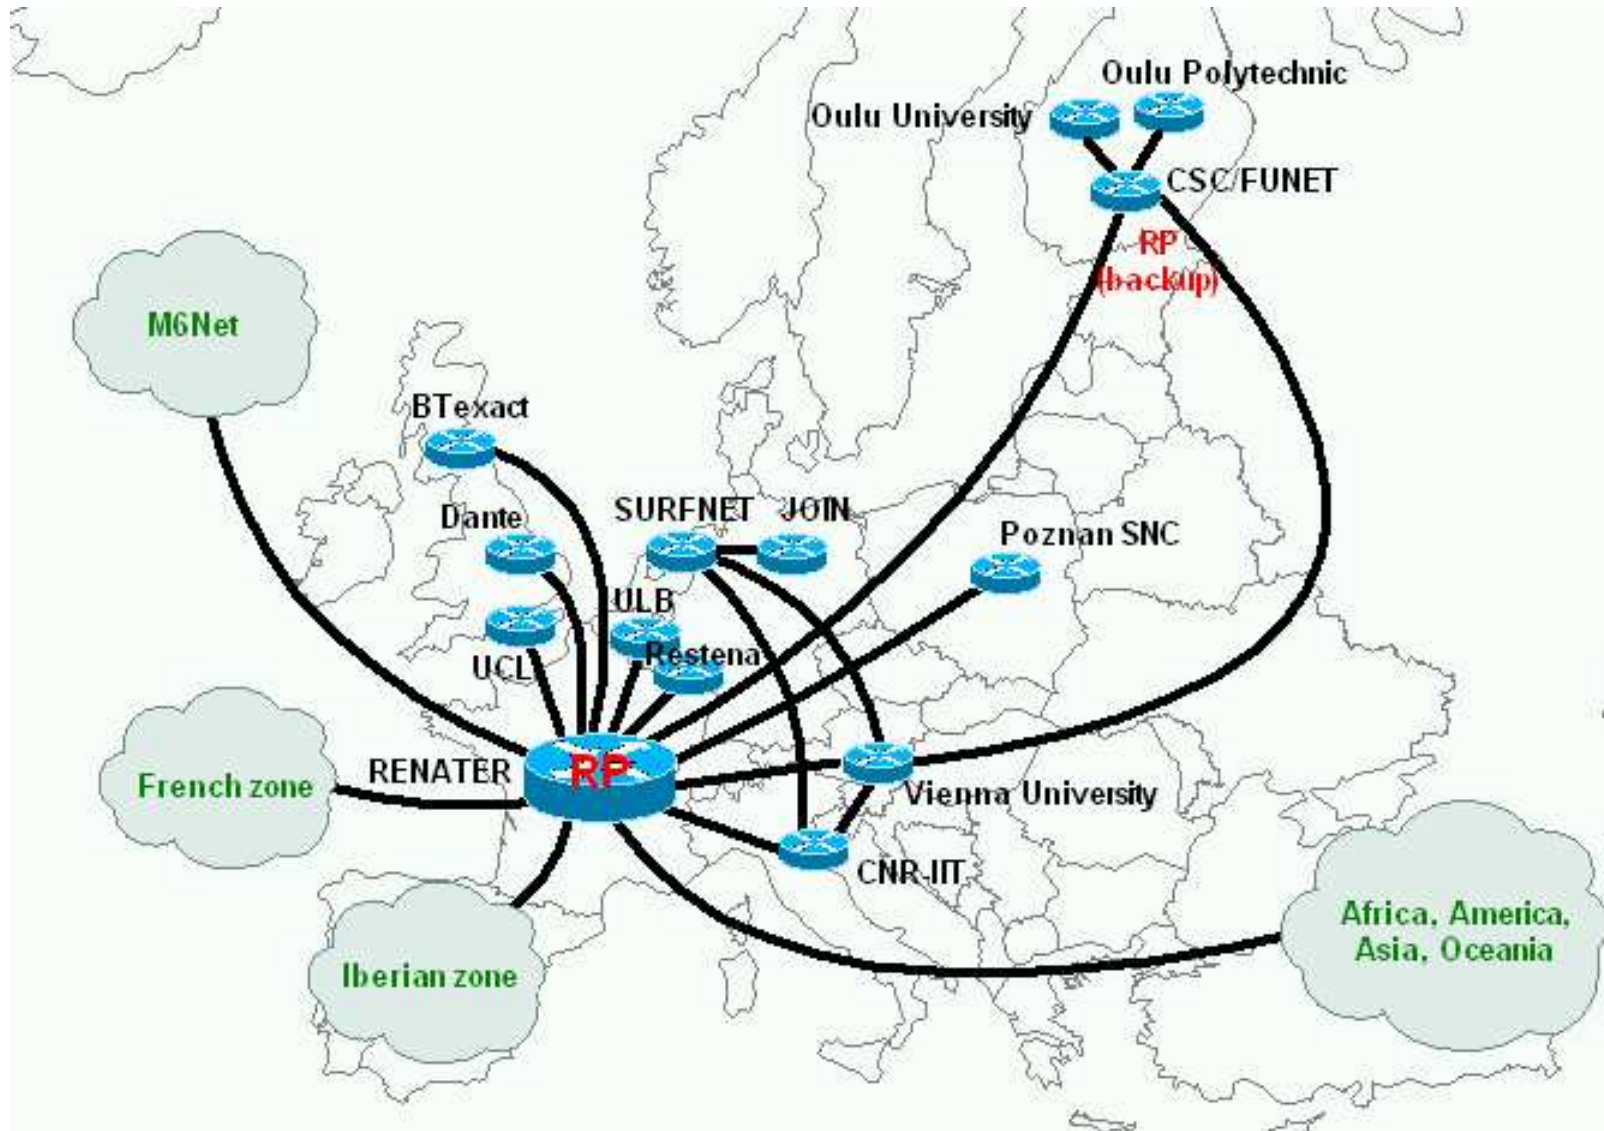 Oulu Polytechnic
Oulu University
CSC/FUNET
RP
(backup)
M6Net
BTexact
SURFNET
JOIN
Dante
Poznan SNC
ULB
Restena
UCL
RENATER
RP
French zone
Vienna University
CNR-IIT
Africa, America,
Asia, Oceania
Iberian zone